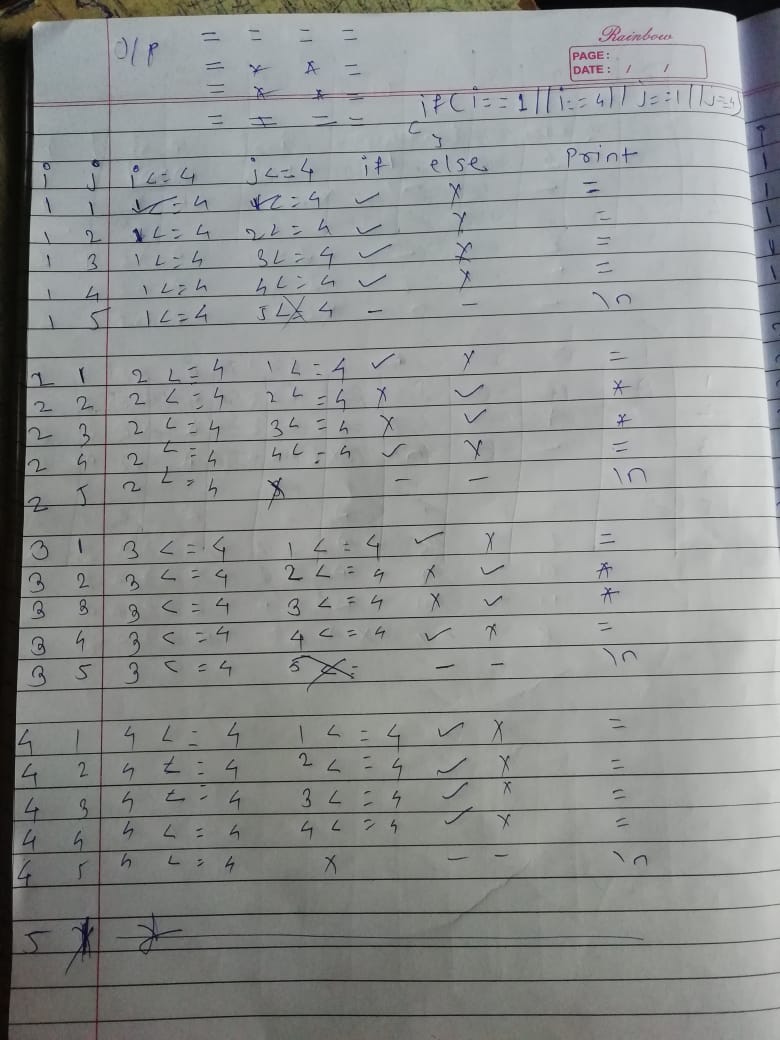 Rainbow
PAGE:
DATE: / /
O/P = = = =
= * * =
= * * =
= = = =
if(i==1||i==4||j==1||j==4)
i j i<=4 j<=4 if else print
1 1 1<=4 1<=4 ✓ x =
1 2 1<=4 2<=4 ✓ x =
1 3 1<=4 3<=4 ✓ x =
1 4 1<=4 4<=4 ✓ x =
1 5 1<=4 5<=4 - - \n
2 1 2<=4 1<=4 ✓ x =
2 2 2<=4 2<=4 x ✓ *
2 3 2<=4 3<=4 x ✓ *
2 4 2<=4 4<=4 ✓ x =
2 5 2<=4 x - - \n
3 1 3<=4 1<=4 ✓ x =
3 2 3<=4 2<=4 x ✓ *
3 3 3<=4 3<=4 x ✓ *
3 4 3<=4 4<=4 ✓ x =
3 5 3<=4 5<= - - \n
4 1 4<=4 1<=4 ✓ x =
4 2 4<=4 2<=4 ✓ x =
4 3 4<=4 3<=4 ✓ x =
4 4 4<=4 4<=4 ✓ x =
4 5 4<=4 x - - \n
5